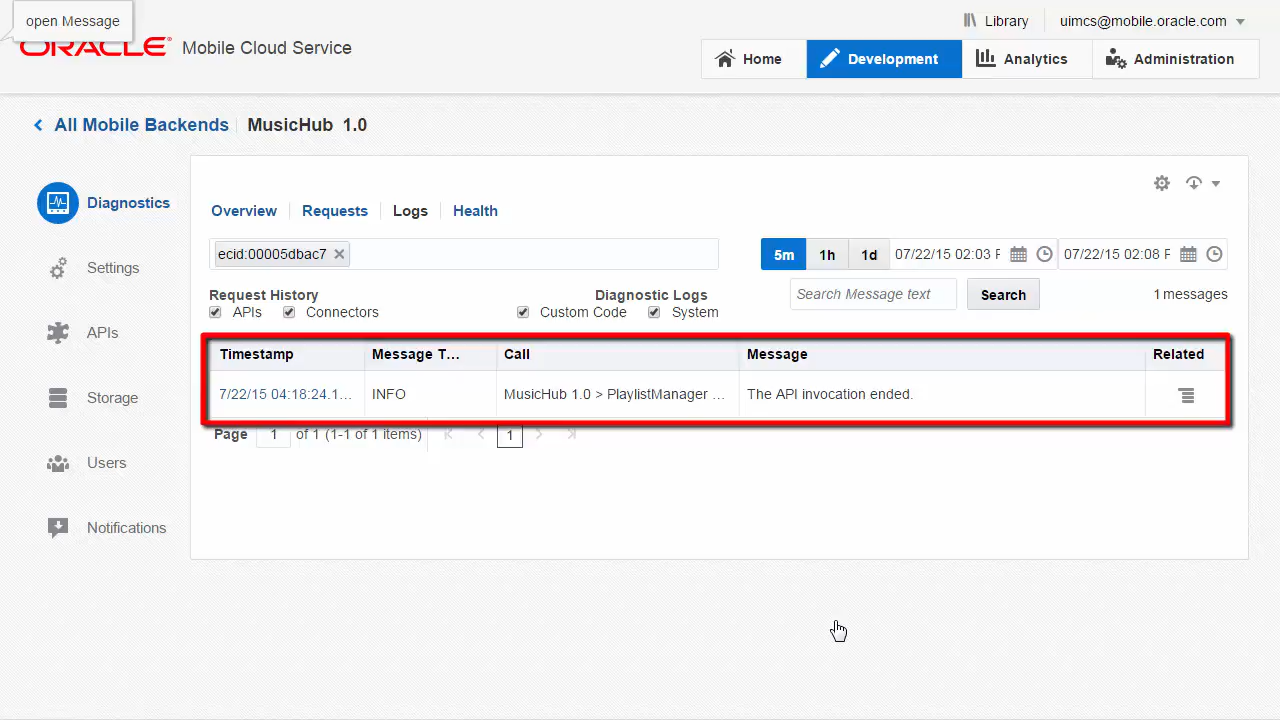 open Message
Library uimcs@mobile.oracle.com
ORACLE® Mobile Cloud Service
Home Development Analytics Administration
All Mobile Backends MusicHub 1.0
Diagnostics
Settings
APIs
Storage
Users
Notifications
Overview Requests Logs Health
ecid:00005dbac7 5m 1h 1d 07/22/15 02:03 P 07/22/15 02:08 P
Request History Diagnostic Logs Search Message text Search 1 messages
APIs Connectors Custom Code System
Timestamp Message T... Call Message Related
7/22/15 04:18:24.1... INFO MusicHub 1.0 > PlaylistManager ... The API invocation ended.
Page 1 of 1 (1-1 of 1 items) 1